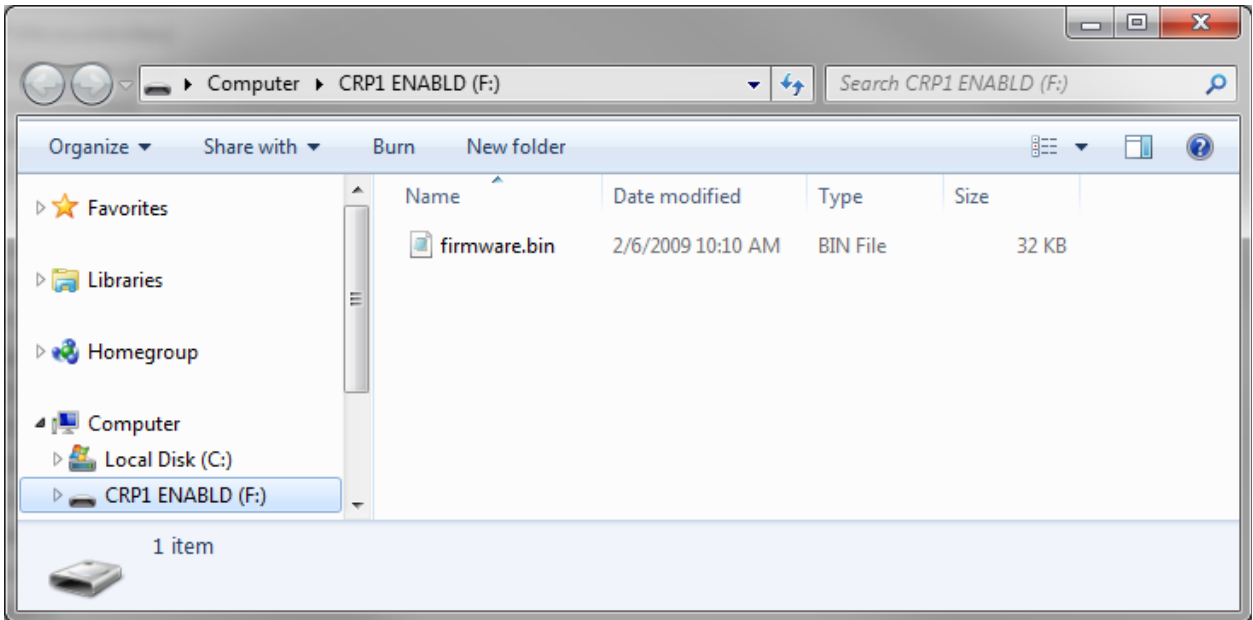 Computer ▸ CRP1 ENABLD (F:)
Search CRP1 ENABLD (F:)
Organize Share with Burn New folder
Name Date modified Type Size
firmware.bin 2/6/2009 10:10 AM BIN File 32 KB
Favorites
Libraries
Homegroup
Computer
Local Disk (C:)
CRP1 ENABLD (F:)
1 item